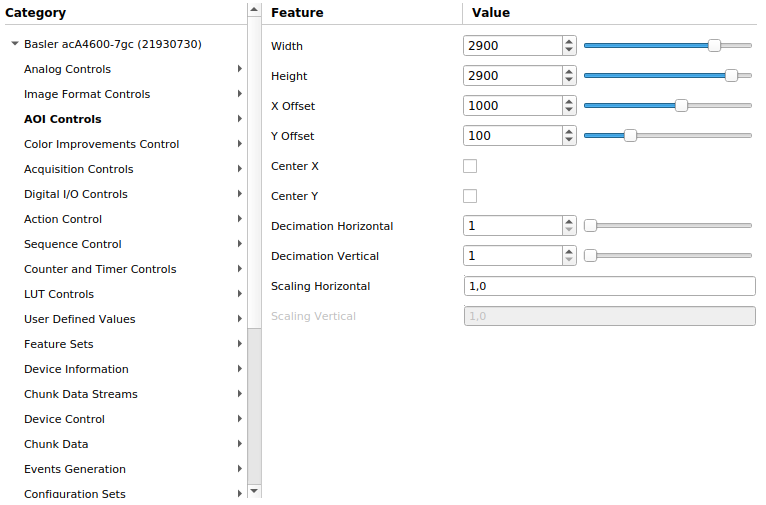 Category
Basler acA4600-7gc (21930730)
Analog Controls
Image Format Controls
AOI Controls
Color Improvements Control
Acquisition Controls
Digital I/O Controls
Action Control
Sequence Control
Counter and Timer Controls
LUT Controls
User Defined Values
Feature Sets
Device Information
Chunk Data Streams
Device Control
Chunk Data
Events Generation
Configuration Sets
Feature Value
Width 2900
Height 2900
X Offset 1000
Y Offset 100
Center X
Center Y
Decimation Horizontal 1
Decimation Vertical 1
Scaling Horizontal 1,0
Scaling Vertical 1,0